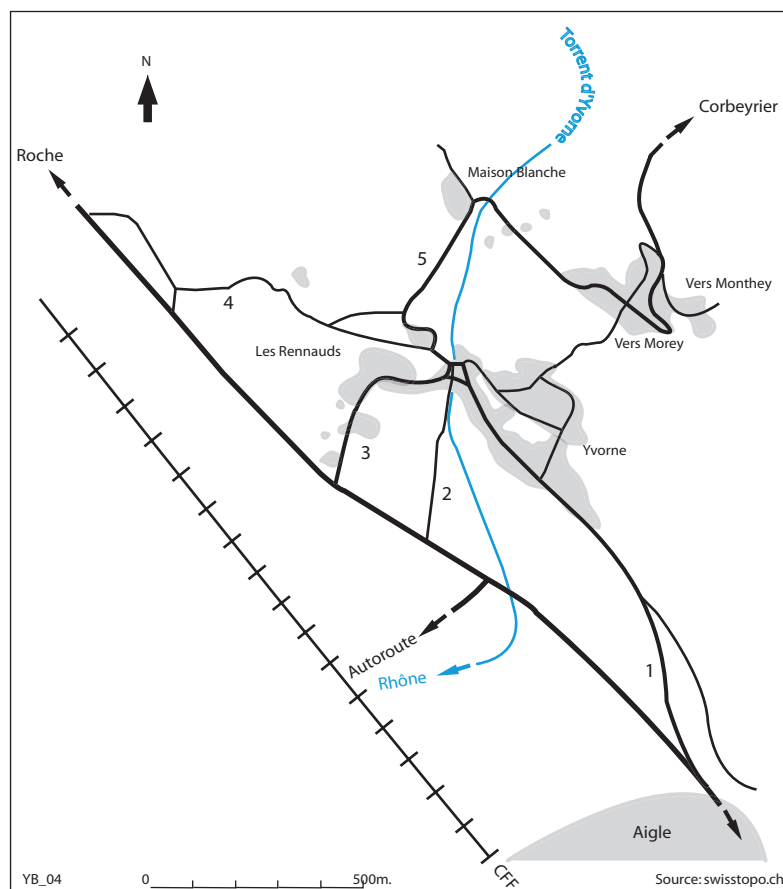 Torrent d'Yvorne
N
Corbeyrier
Roche
Maison Blanche
5
Vers Monthey
4
Vers Morey
Les Rennauds
Yvorne
3
2
Autoroute
1
Rhône
Aigle
CFF
YB_04
0
500m.
Source: swisstopo.ch